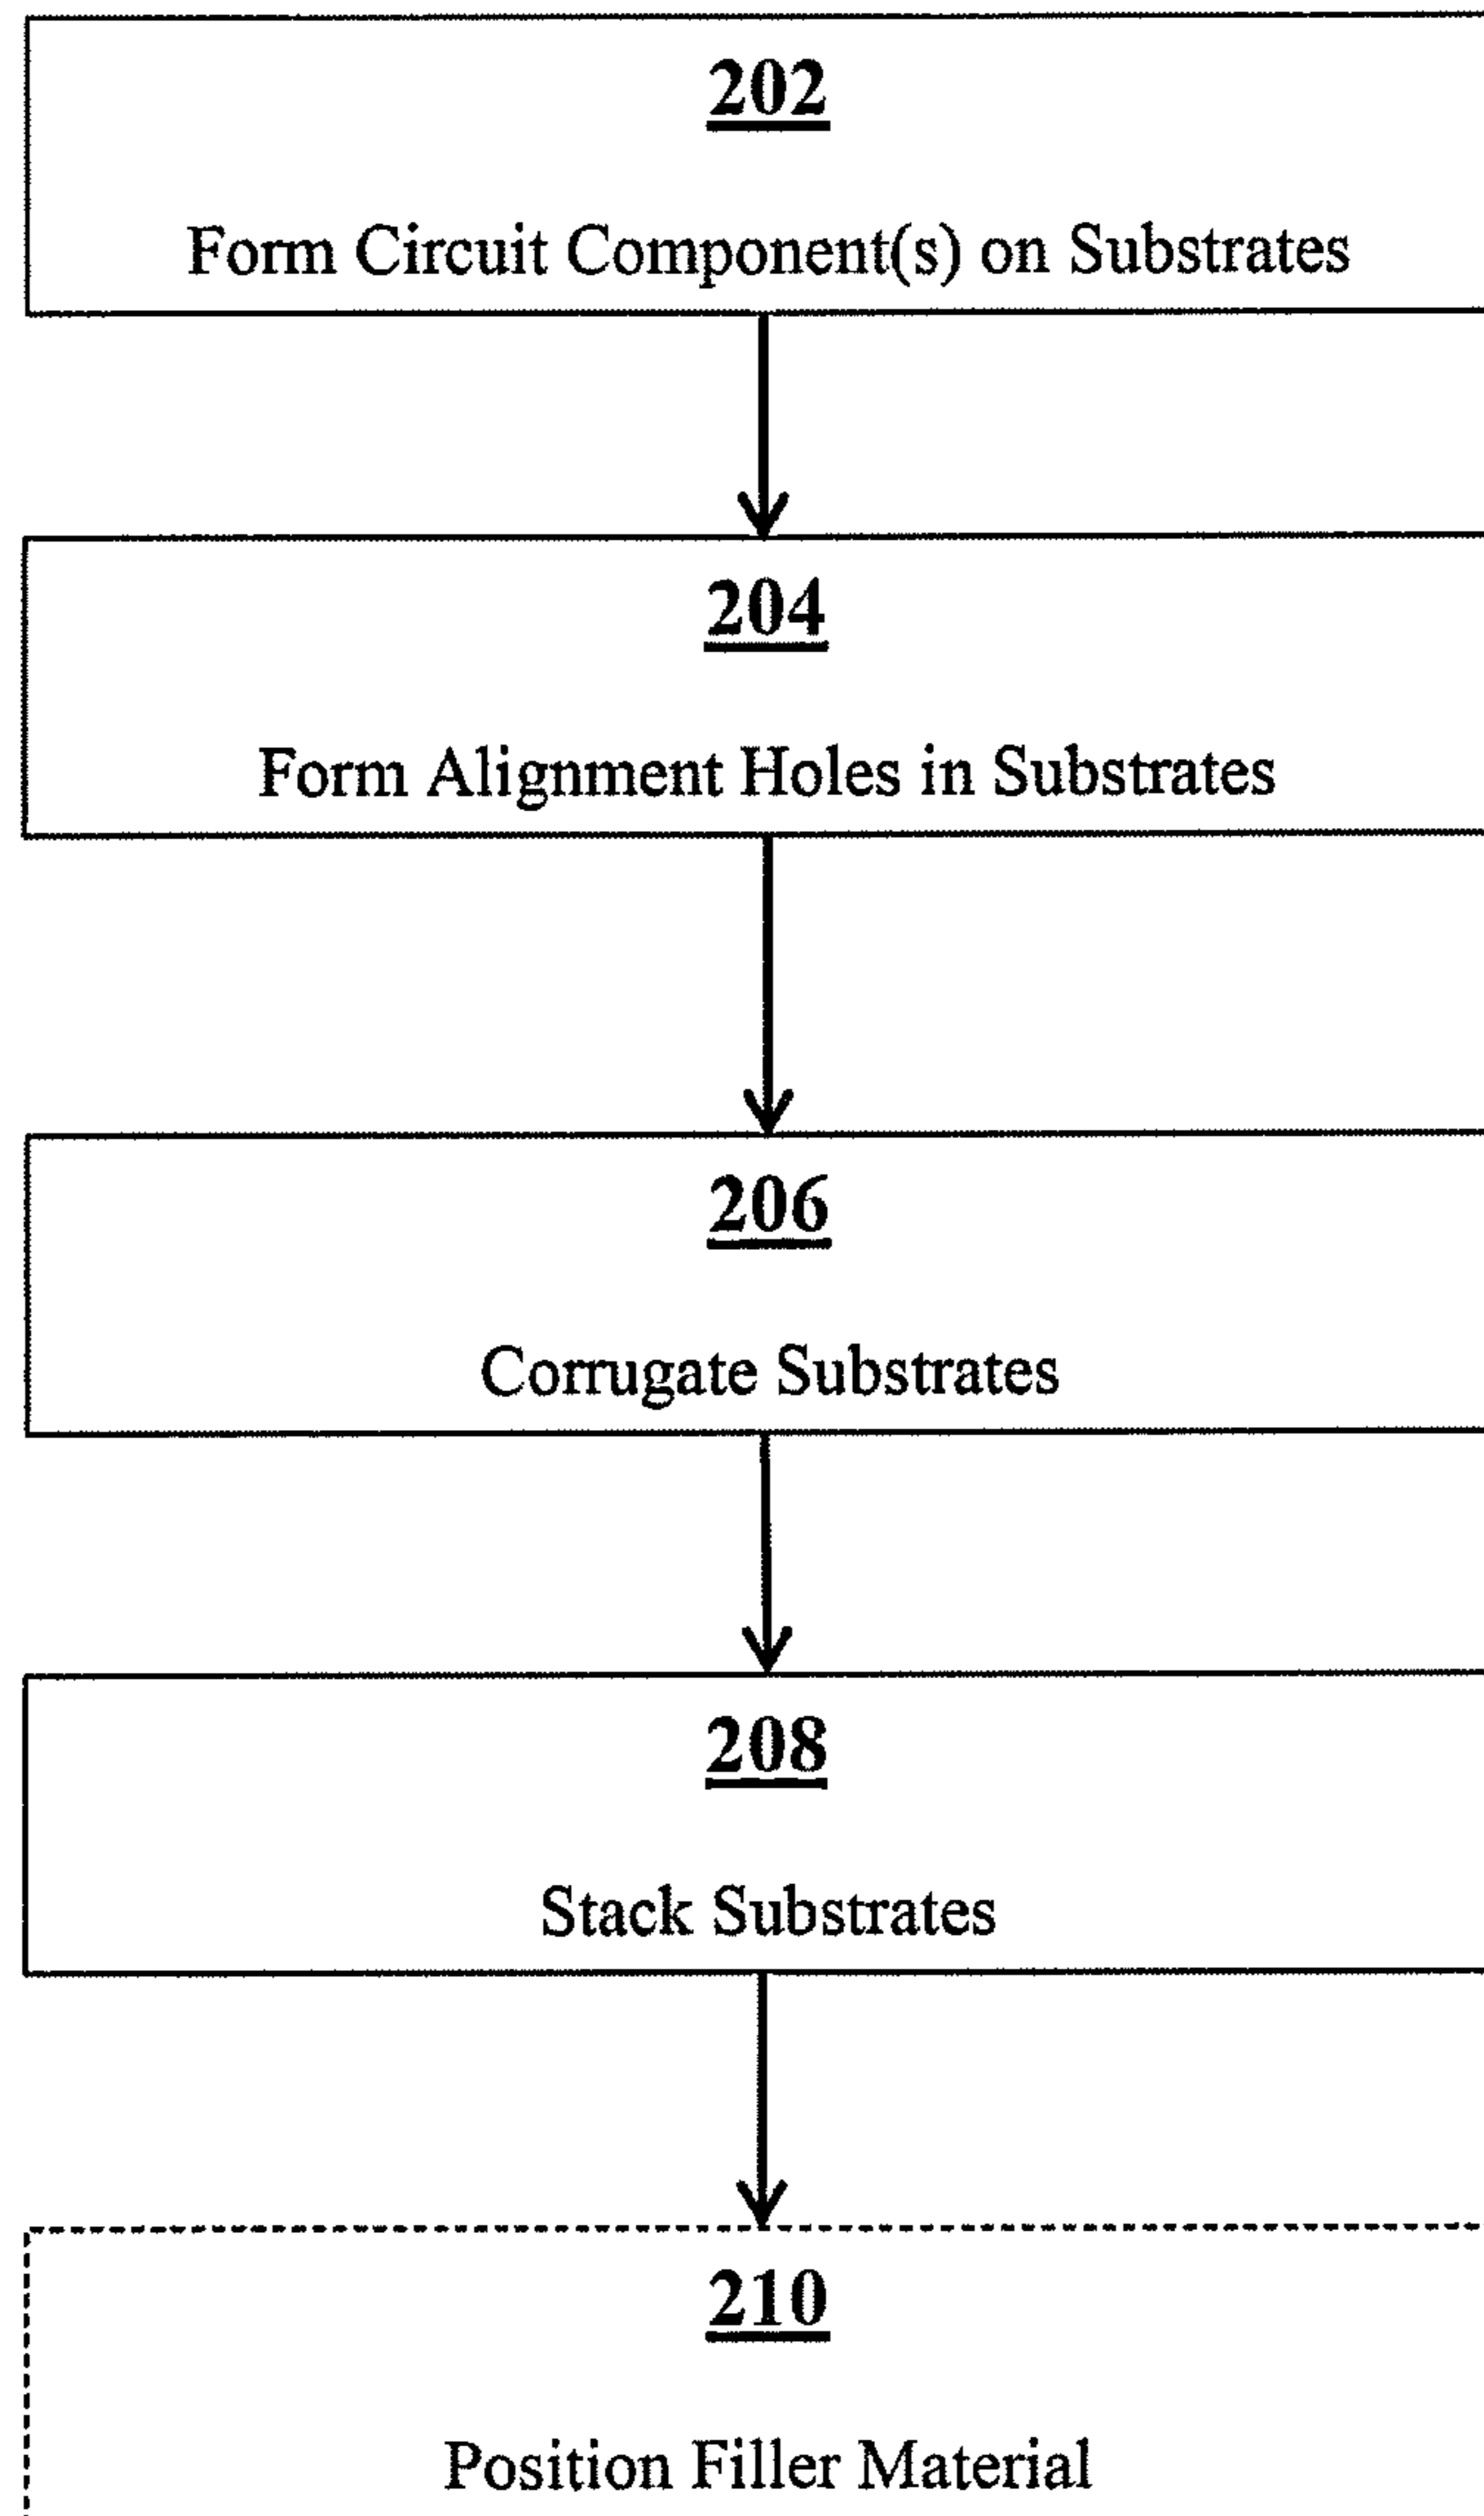 202
Form Circuit Component(s) on Substrates
204
Form Alignment Holes in Substrates
206
Corrugate Substrates
208
Stack Substrates
210
Position Filler Material